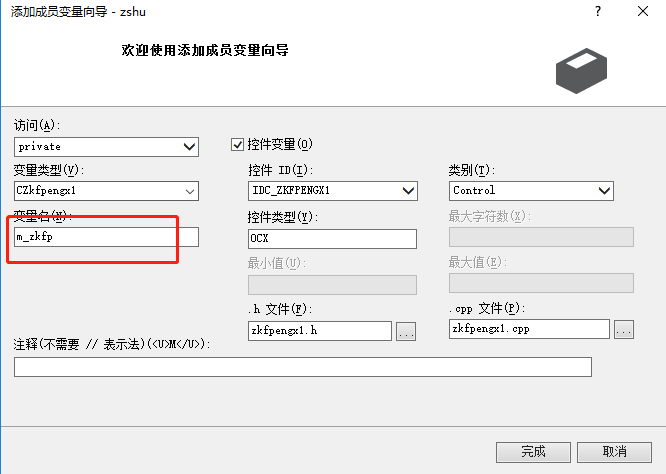 添加成员变量向导 - zshu
欢迎使用添加成员变量向导
访问(A):
private
控件变量(O)
变量类型(V):
控件 ID(I):
类别(T):
CZkfpengx1
IDC_ZKFPENGX1
Control
变量名(N):
控件类型(Y):
最大字符数(X):
m_zkfp
OCX
最小值(U):
最大值(E):
.h 文件(F):
.cpp 文件(P):
zkfpengx1.h
...
zkfpengx1.cpp
...
注释(不需要 // 表示法)(<U>M</U>):
完成
取消